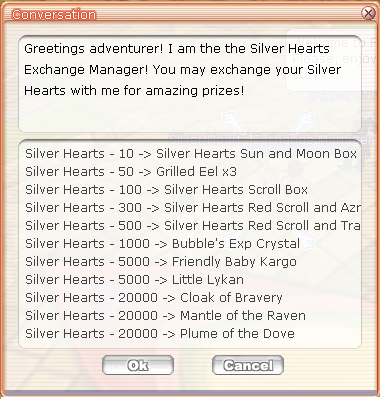 Conversation
Greetings adventurer! I am the the Silver Hearts
Exchange Manager! You may exchange your Silver
Hearts with me for amazing prizes!
Silver Hearts - 10 -> Silver Hearts Sun and Moon Box
Silver Hearts - 50 -> Grilled Eel x3
Silver Hearts - 100 -> Silver Hearts Scroll Box
Silver Hearts - 300 -> Silver Hearts Red Scroll and Azr
Silver Hearts - 500 -> Silver Hearts Red Scroll and Tra
Silver Hearts - 1000 -> Bubble's Exp Crystal
Silver Hearts - 5000 -> Friendly Baby Kargo
Silver Hearts - 5000 -> Little Lykan
Silver Hearts - 20000 -> Cloak of Bravery
Silver Hearts - 20000 -> Mantle of the Raven
Silver Hearts - 20000 -> Plume of the Dove
Ok
Cancel